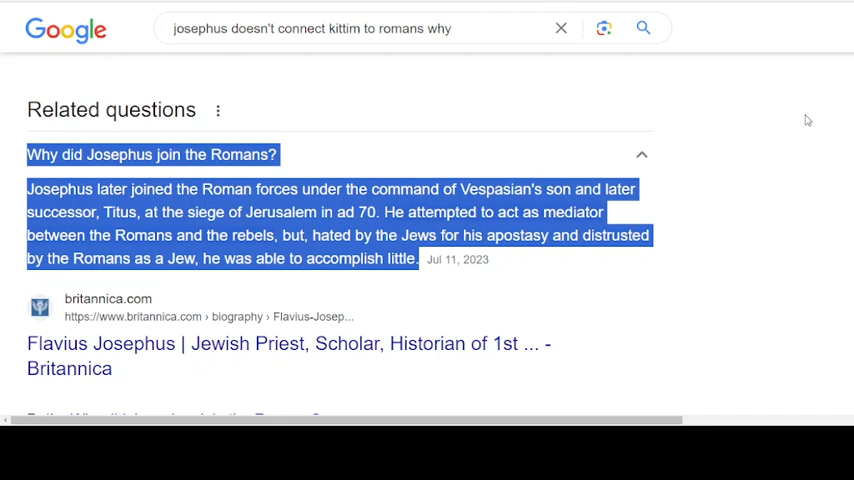 Google
josephus doesn't connect kittim to romans why
Related questions
Why did Josephus join the Romans?
Josephus later joined the Roman forces under the command of Vespasian's son and later
successor, Titus, at the siege of Jerusalem in ad 70. He attempted to act as mediator
between the Romans and the rebels, but, hated by the Jews for his apostasy and distrusted
by the Romans as a Jew, he was able to accomplish little. Jul 11, 2023
britannica.com
https://www.britannica.com › biography › Flavius-Josep...
Flavius Josephus | Jewish Priest, Scholar, Historian of 1st ... -
Britannica